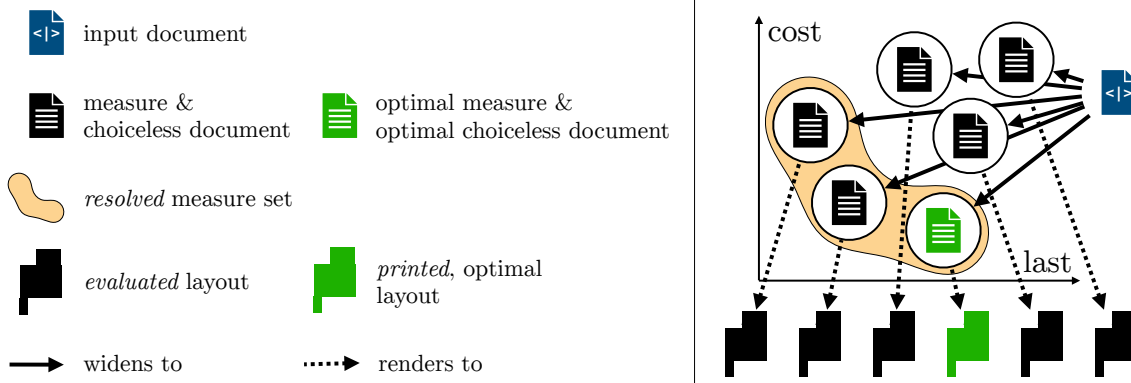 <|> input document
measure &
choiceless document
optimal measure &
optimal choiceless document
resolved measure set
evaluated layout
printed, optimal
layout
widens to
renders to
cost
<|>
last